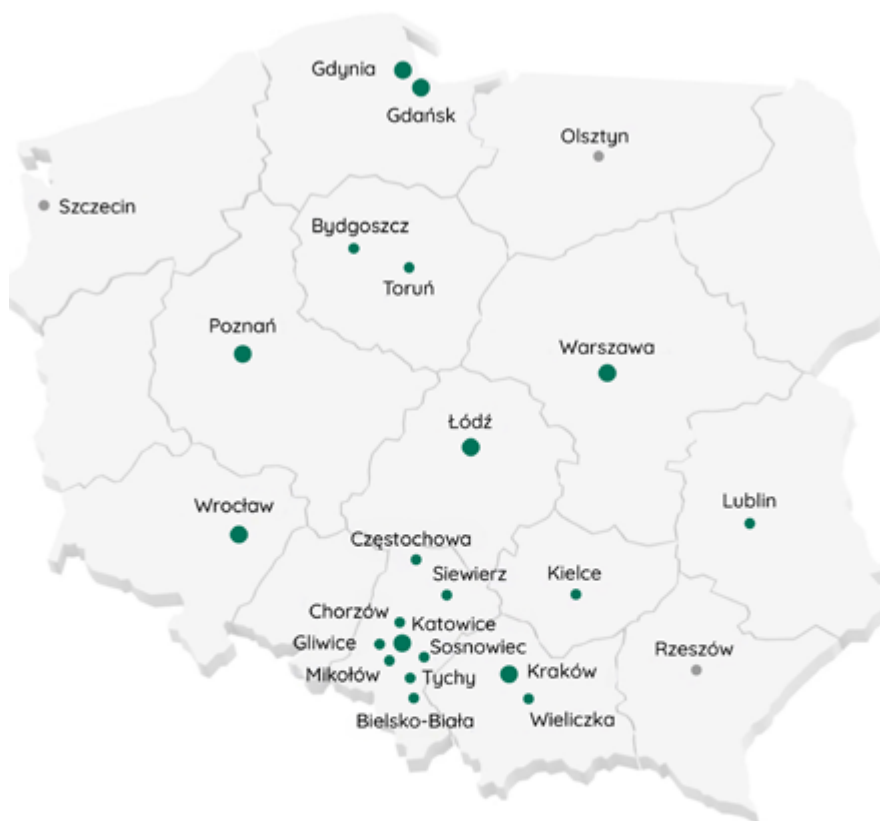 Gdynia
Gdańsk
Olsztyn
Szczecin
Bydgoszcz
Toruń
Poznań
Warszawa
Łódź
Wrocław
Lublin
Częstochowa
Siewierz
Kielce
Chorzów
Katowice
Gliwice
Sosnowiec
Mikołów
Tychy
Kraków
Rzeszów
Bielsko-Biała
Wieliczka